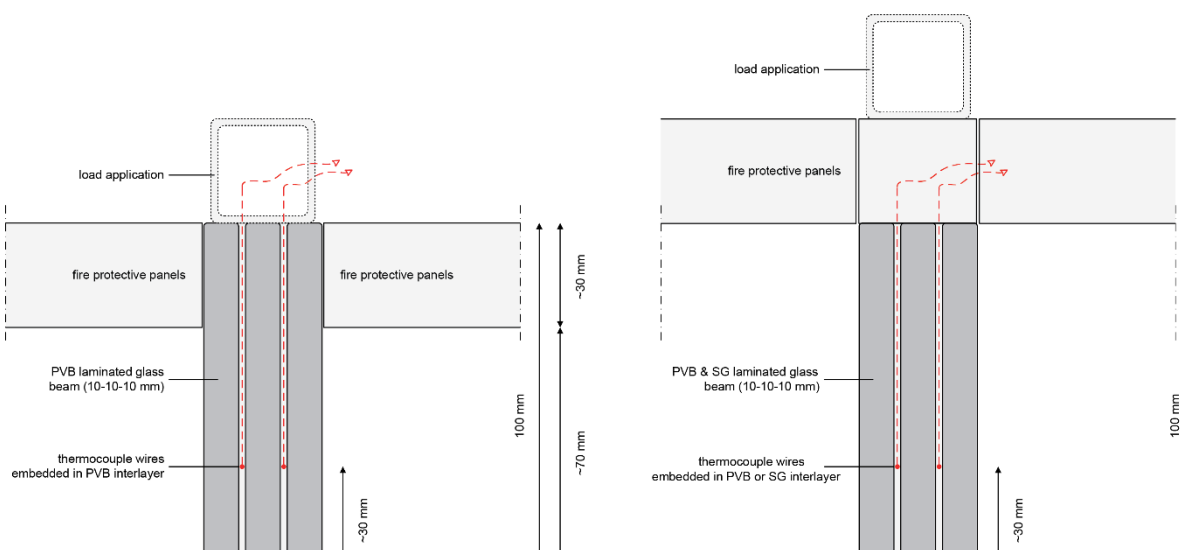 load application
fire protective panels
fire protective panels
PVB laminated glass
beam (10-10-10 mm)
thermocouple wires
embedded in PVB interlayer
~30 mm
100 mm
~30 mm
~70 mm
load application
fire protective panels
PVB & SG laminated glass
beam (10-10-10 mm)
thermocouple wires
embedded in PVB or SG interlayer
~30 mm
100 mm